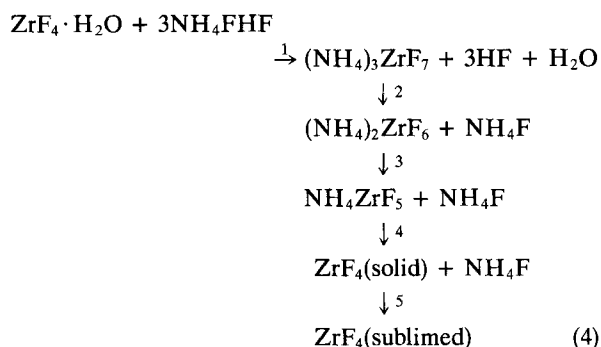 ZrF₄·H₂O + 3NH₄FHF
→¹ (NH₄)₃ZrF₇ + 3HF + H₂O
↓ 2
(NH₄)₂ZrF₆ + NH₄F
↓ 3
NH₄ZrF₅ + NH₄F
↓ 4
ZrF₄(solid) + NH₄F
↓ 5
ZrF₄(sublimed) (4)